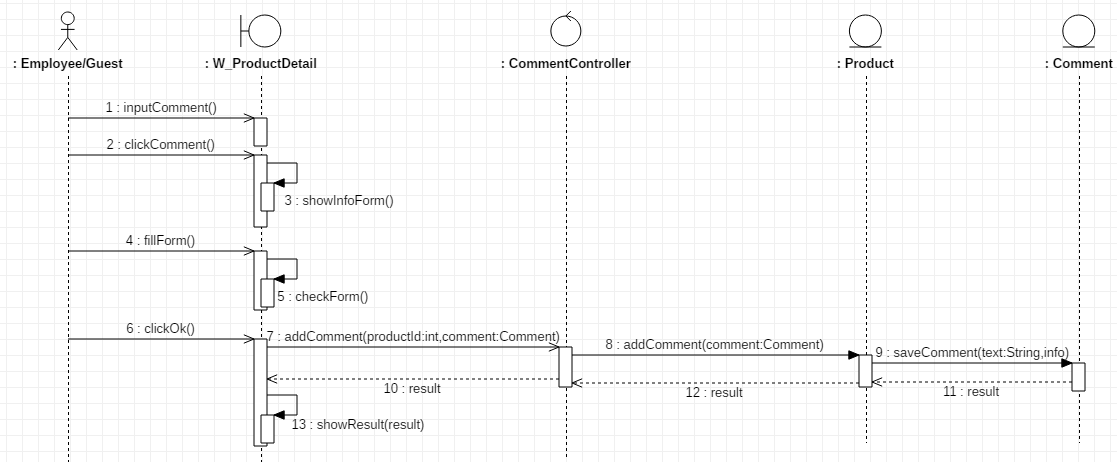 : Employee/Guest
: W_ProductDetail
: CommentController
: Product
: Comment
1 : inputComment()
2 : clickComment()
3 : showInfoForm()
4 : fillForm()
5 : checkForm()
6 : clickOk()
7 : addComment(productId:int,comment:Comment)
8 : addComment(comment:Comment)
9 : saveComment(text:String,info)
10 : result
12 : result
11 : result
13 : showResult(result)